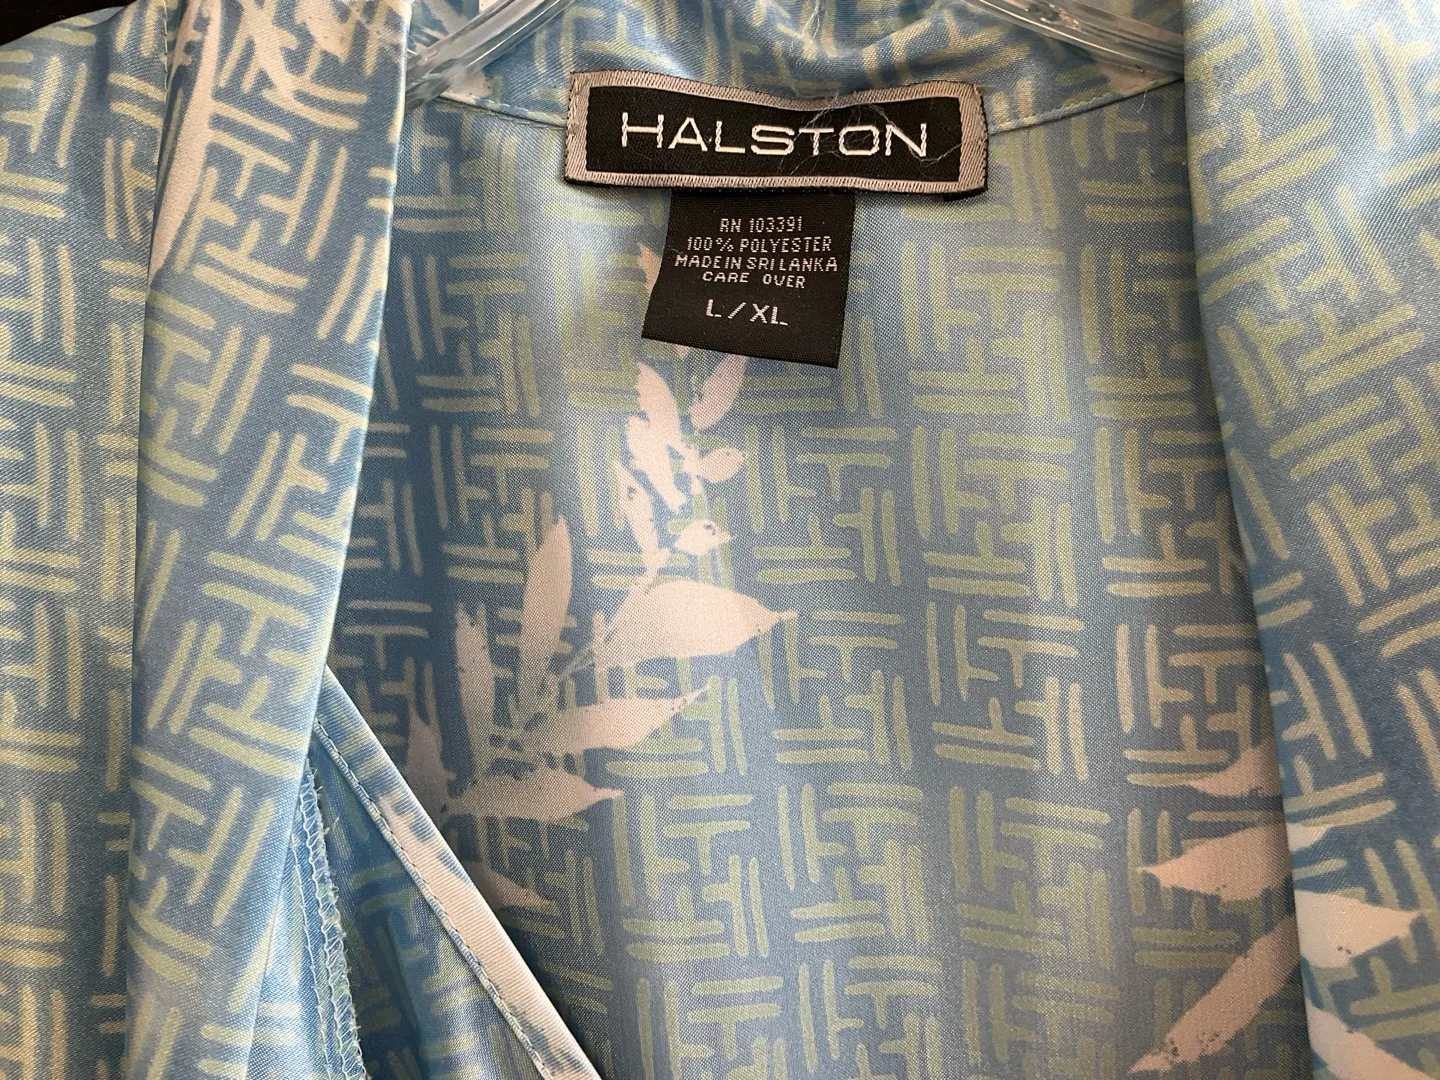 HALSTON
RN 103391
100% POLYESTER
MADE IN SRI LANKA
CARE OVER
L/XL